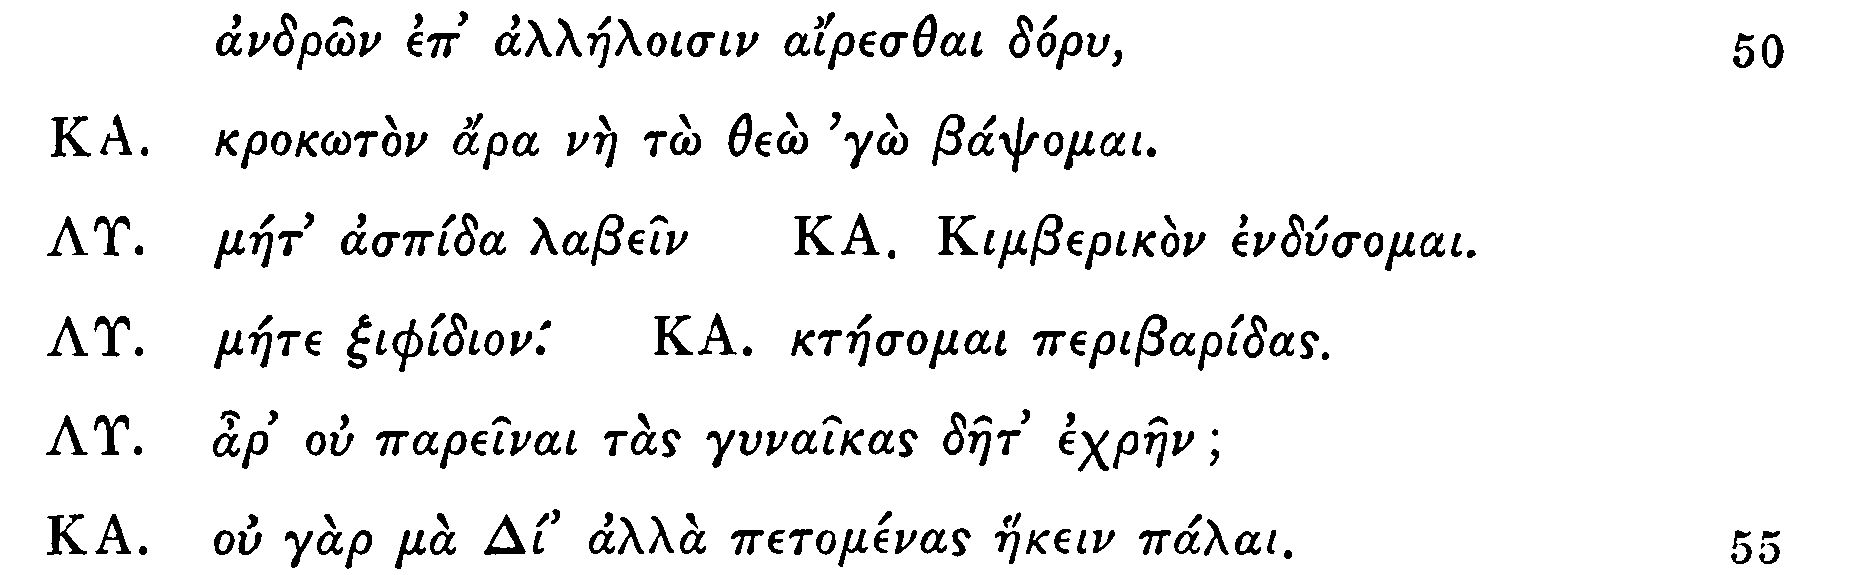 ἀνδρῶν ἐπ’ ἀλλήλοισιν αἴρεσθαι δόρυ, 50
ΚΑ. κροκωτὸν ἄρα νὴ τὼ θεὼ ’γὼ βάψομαι.
ΛΥ. μήτ’ ἀσπίδα λαβεῖν ΚΑ. Κιμβερικὸν ἐνδύσομαι.
ΛΥ. μήτε ξιφίδιον. ΚΑ. κτήσομαι περιβαρίδας.
ΛΥ. ἆρ’ οὐ παρεῖναι τὰς γυναῖκας δῆτ’ ἐχρῆν ;
ΚΑ. οὐ γὰρ μὰ Δί’ ἀλλὰ πετομένας ἥκειν πάλαι. 55